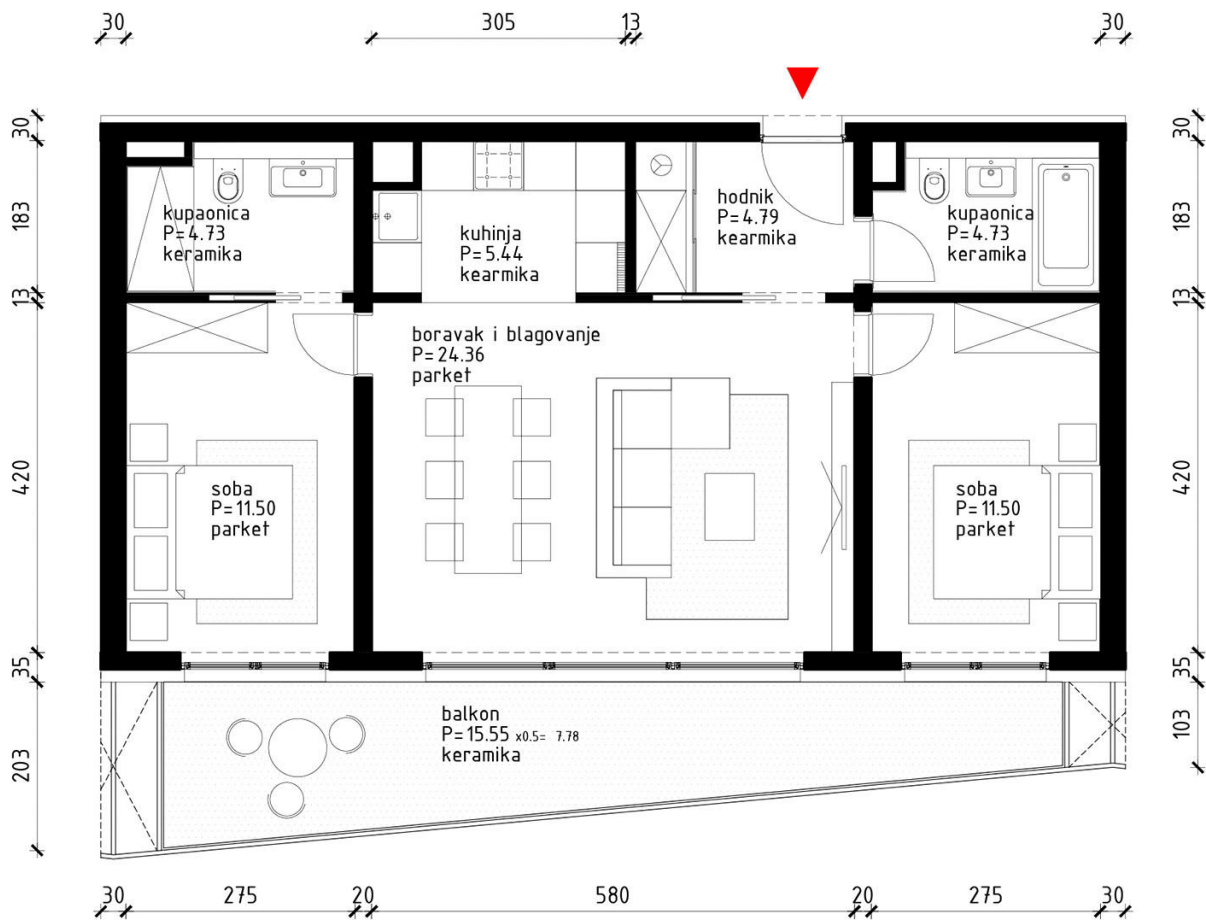 30
305
13
30
30
183
13
420
35
203
30
183
13
420
35
103
kupaonica
P=4.73
keramika
kuhinja
P=5.44
kearmika
hodnik
P=4.79
kearmika
kupaonica
P=4.73
keramika
boravak i blagovanje
P=24.36
parket
soba
P=11.50
parket
soba
P=11.50
parket
balkon
P=15.55 x0.5= 7.78
keramika
30
275
20
580
20
275
30